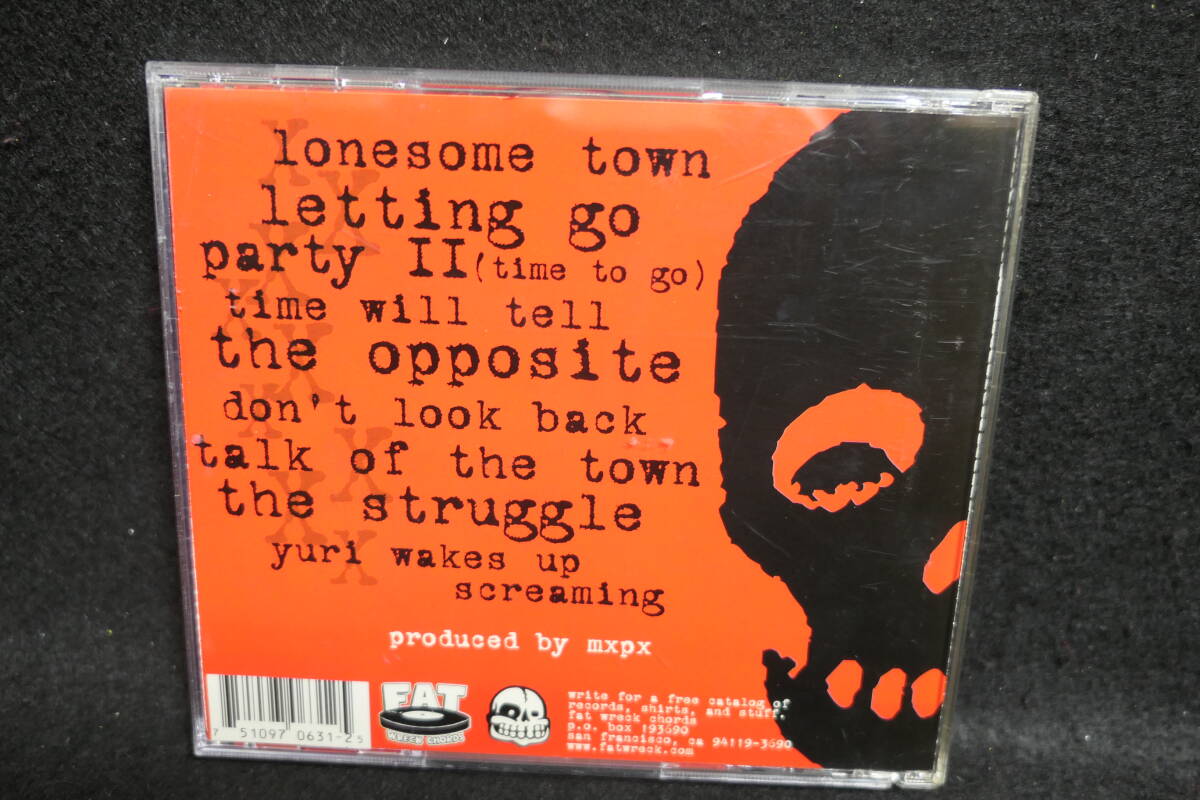 lonesome town
letting go
party II (time to go)
time will tell
the opposite
don't look back
talk of the town
the struggle
yuri wakes up
screaming
produced by mxpx
7 51097 0631-2 5
FAT
WRECK CHORDS
write for a free catalog of
records, shirts, and stuff.
fat wreck chords
p.o. box 193690
san francisco, ca 94119-3690
www.fatwreck.com